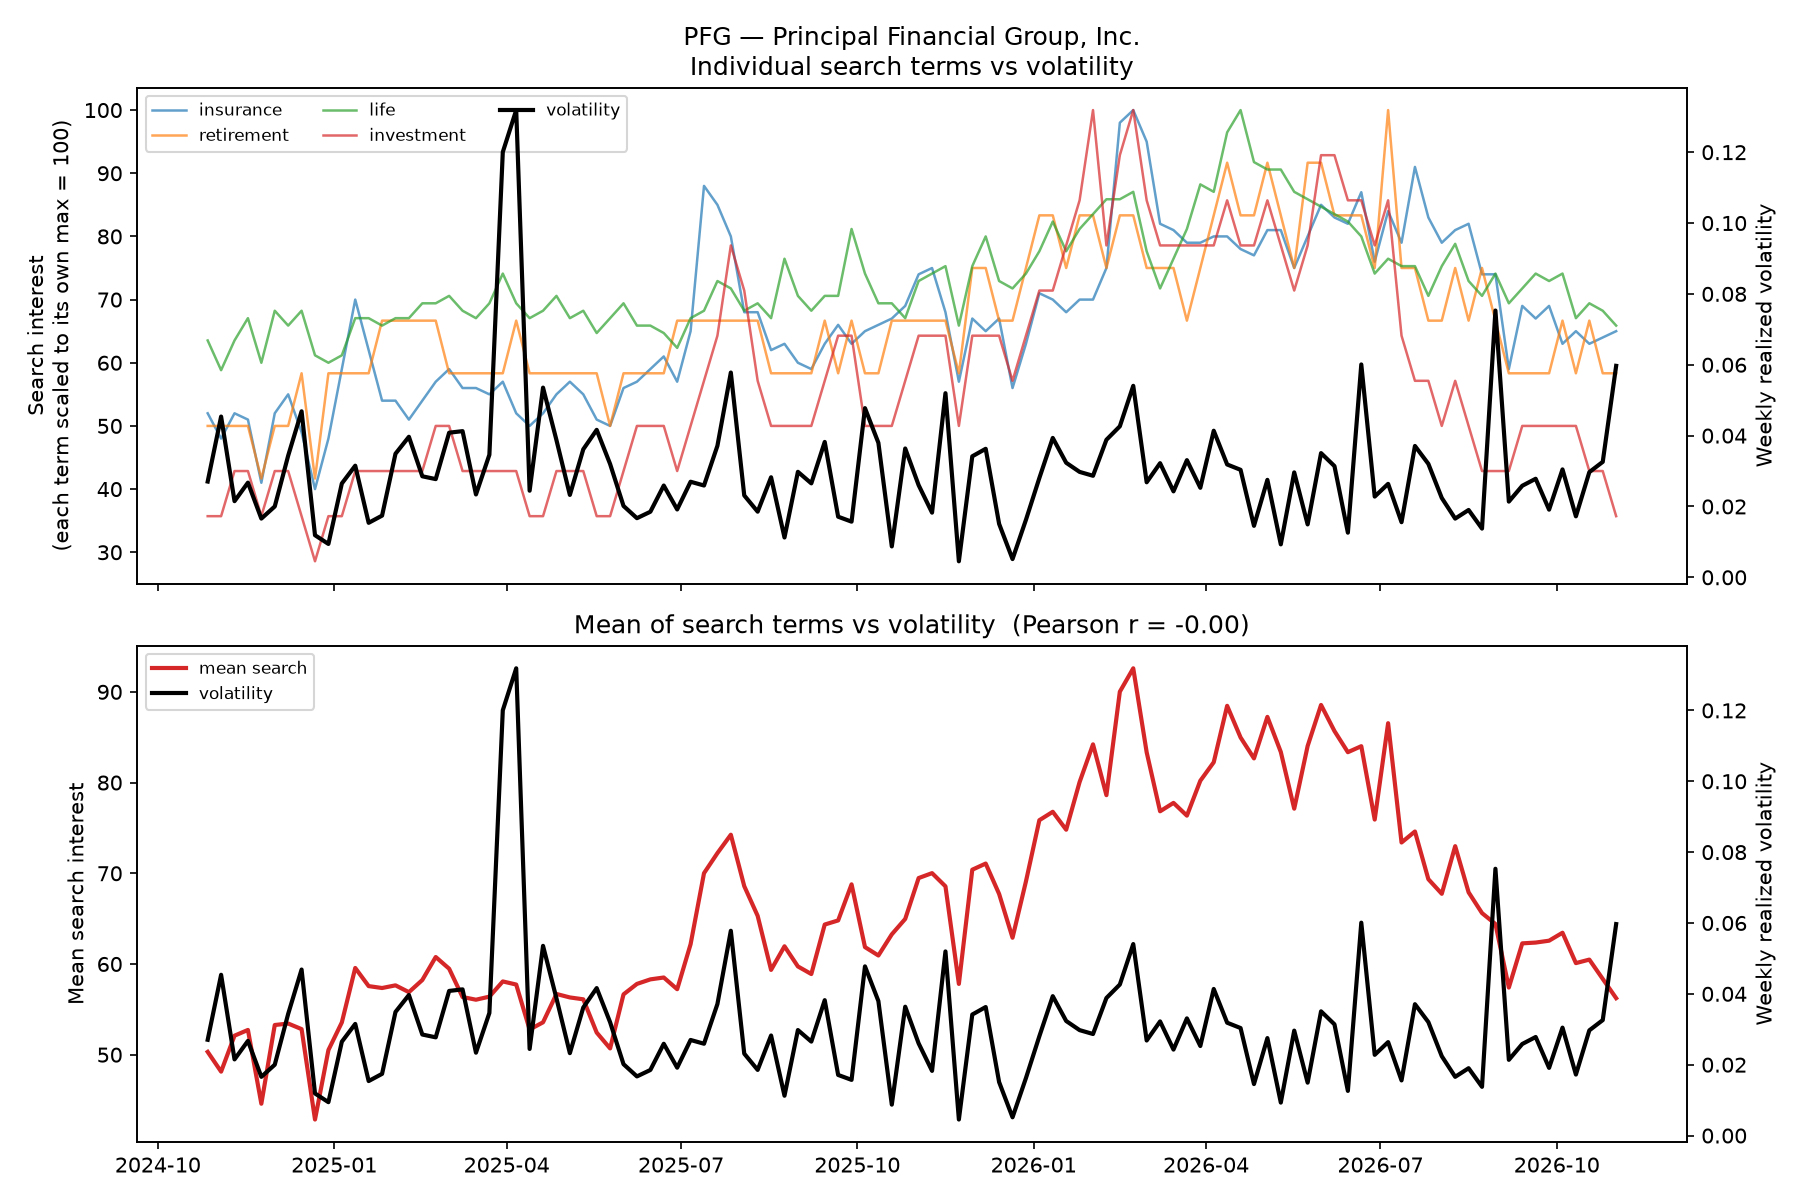 PFG — Principal Financial Group, Inc.
Individual search terms vs volatility
insurance
retirement
life
investment
volatility
Search interest
(each term scaled to its own max = 100)
100
90
80
70
60
50
40
30
0.12
0.10
0.08
0.06
0.04
0.02
0.00
Weekly realized volatility
Mean of search terms vs volatility (Pearson r = -0.00)
mean search
volatility
Mean search interest
90
80
70
60
50
0.12
0.10
0.08
0.06
0.04
0.02
0.00
Weekly realized volatility
2024-10
2025-01
2025-04
2025-07
2025-10
2026-01
2026-04
2026-07
2026-10